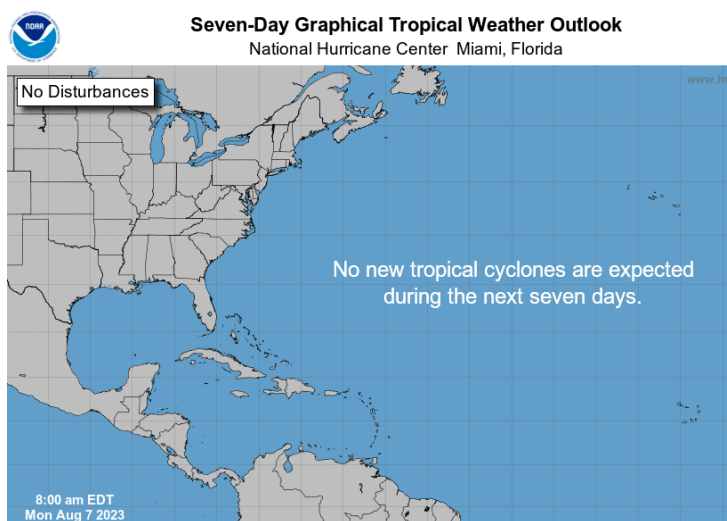 NOAA
Seven-Day Graphical Tropical Weather Outlook
National Hurricane Center Miami, Florida
No Disturbances
No new tropical cyclones are expected
during the next seven days.
8:00 am EDT
Mon Aug 7 2023